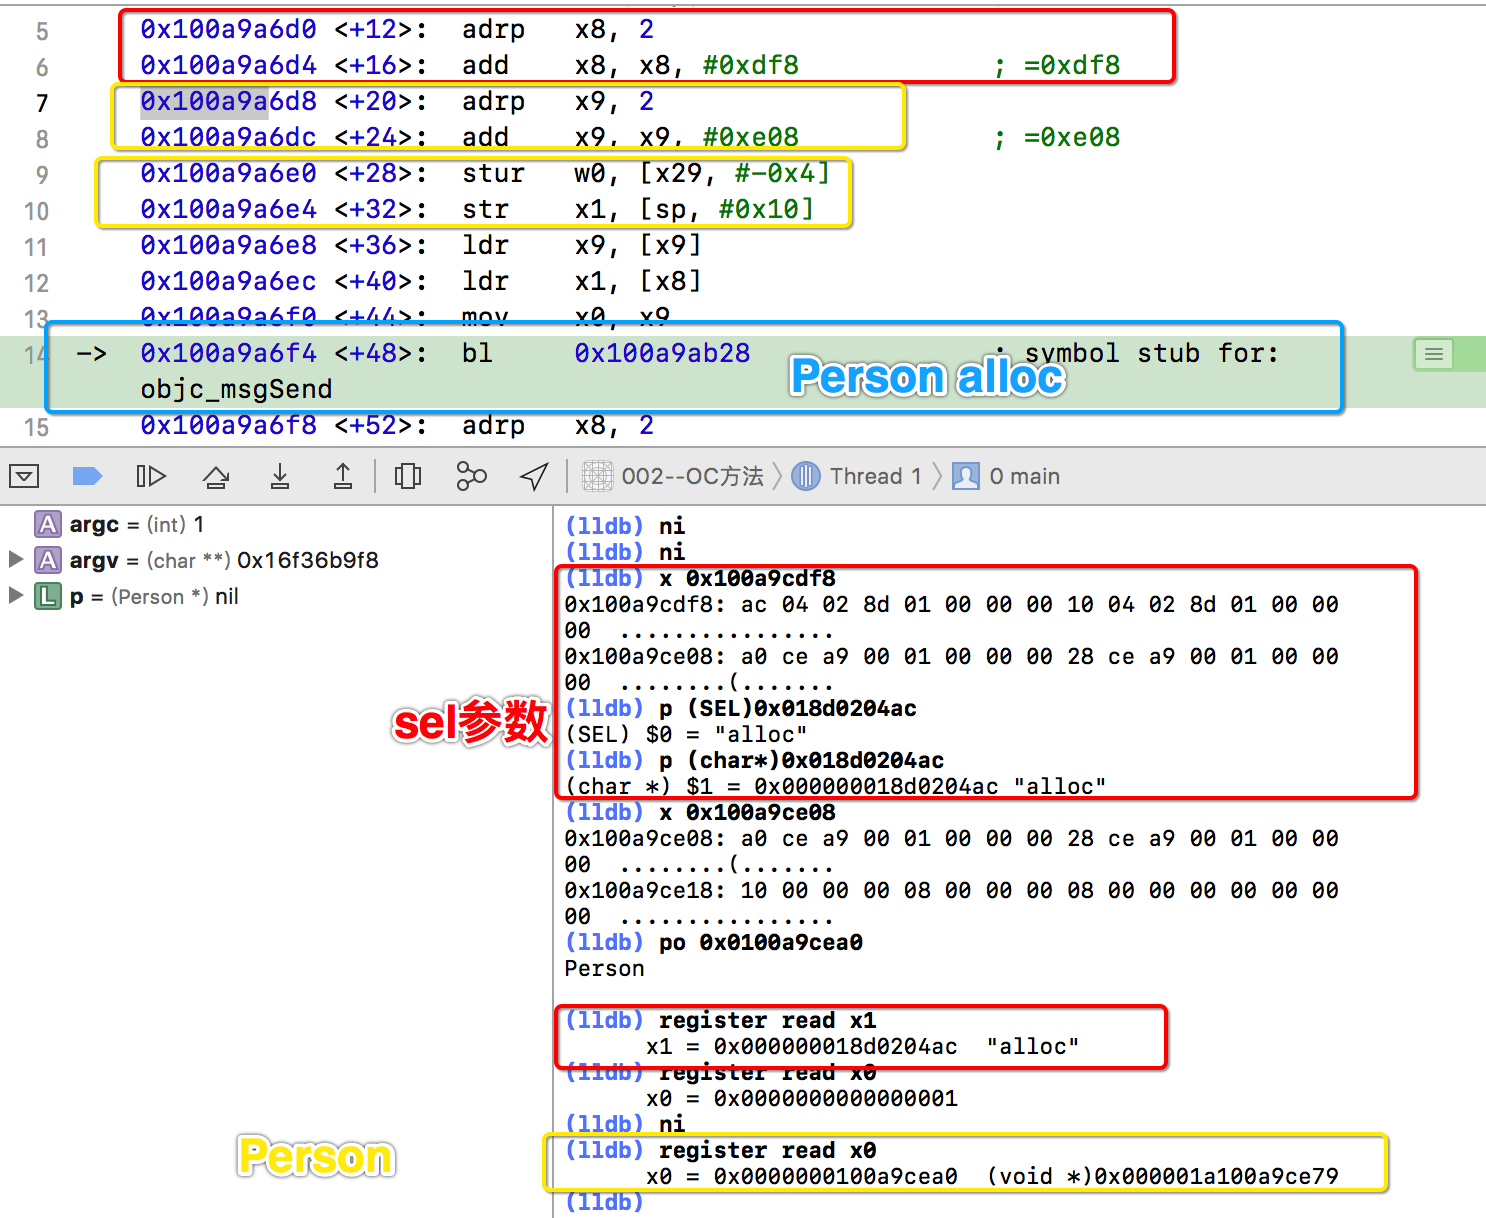 5 0x100a9a6d0 <+12>: adrp x8, 2
6 0x100a9a6d4 <+16>: add x8, x8, #0xdf8 ; =0xdf8
7 0x100a9a6d8 <+20>: adrp x9, 2
8 0x100a9a6dc <+24>: add x9, x9, #0xe08 ; =0xe08
9 0x100a9a6e0 <+28>: stur w0, [x29, #-0x4]
10 0x100a9a6e4 <+32>: str x1, [sp, #0x10]
11 0x100a9a6e8 <+36>: ldr x9, [x9]
12 0x100a9a6ec <+40>: ldr x1, [x8]
13 0x100a9a6f0 <+44>: mov x0, x9
14 -> 0x100a9a6f4 <+48>: bl 0x100a9ab28 ; symbol stub for:
objc_msgSend
Person alloc
15 0x100a9a6f8 <+52>: adrp x8, 2
002--OC方法 Thread 1 0 main
A argc = (int) 1
A argv = (char **) 0x16f36b9f8
L p = (Person *) nil
(lldb) ni
(lldb) ni
(lldb) x 0x100a9cdf8
0x100a9cdf8: ac 04 02 8d 01 00 00 00 10 04 02 8d 01 00 00
00 ................
0x100a9ce08: a0 ce a9 00 01 00 00 00 28 ce a9 00 01 00 00
00 ........(.......
sel参数
(lldb) p (SEL)0x018d0204ac
(SEL) $0 = "alloc"
(lldb) p (char*)0x018d0204ac
(char *) $1 = 0x000000018d0204ac "alloc"
(lldb) x 0x100a9ce08
0x100a9ce08: a0 ce a9 00 01 00 00 00 28 ce a9 00 01 00 00
00 ........(.......
0x100a9ce18: 10 00 00 00 08 00 00 00 08 00 00 00 00 00 00
00 ................
(lldb) po 0x0100a9cea0
Person
(lldb) register read x1
x1 = 0x000000018d0204ac "alloc"
(lldb) register read x0
x0 = 0x0000000000000001
(lldb) ni
Person
(lldb) register read x0
x0 = 0x0000000100a9cea0 (void *)0x000001a100a9ce79
(lldb)